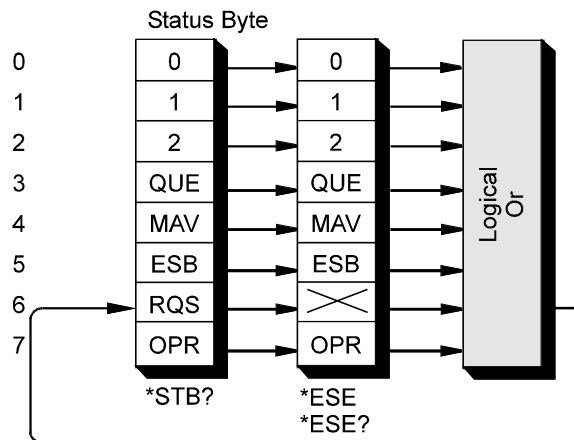 Status Byte
0 0 0
1 1 1
2 2 2
3 QUE QUE
4 MAV MAV
5 ESB ESB
6 RQS
7 OPR OPR
Logical
Or
*STB? *ESE
*ESE?